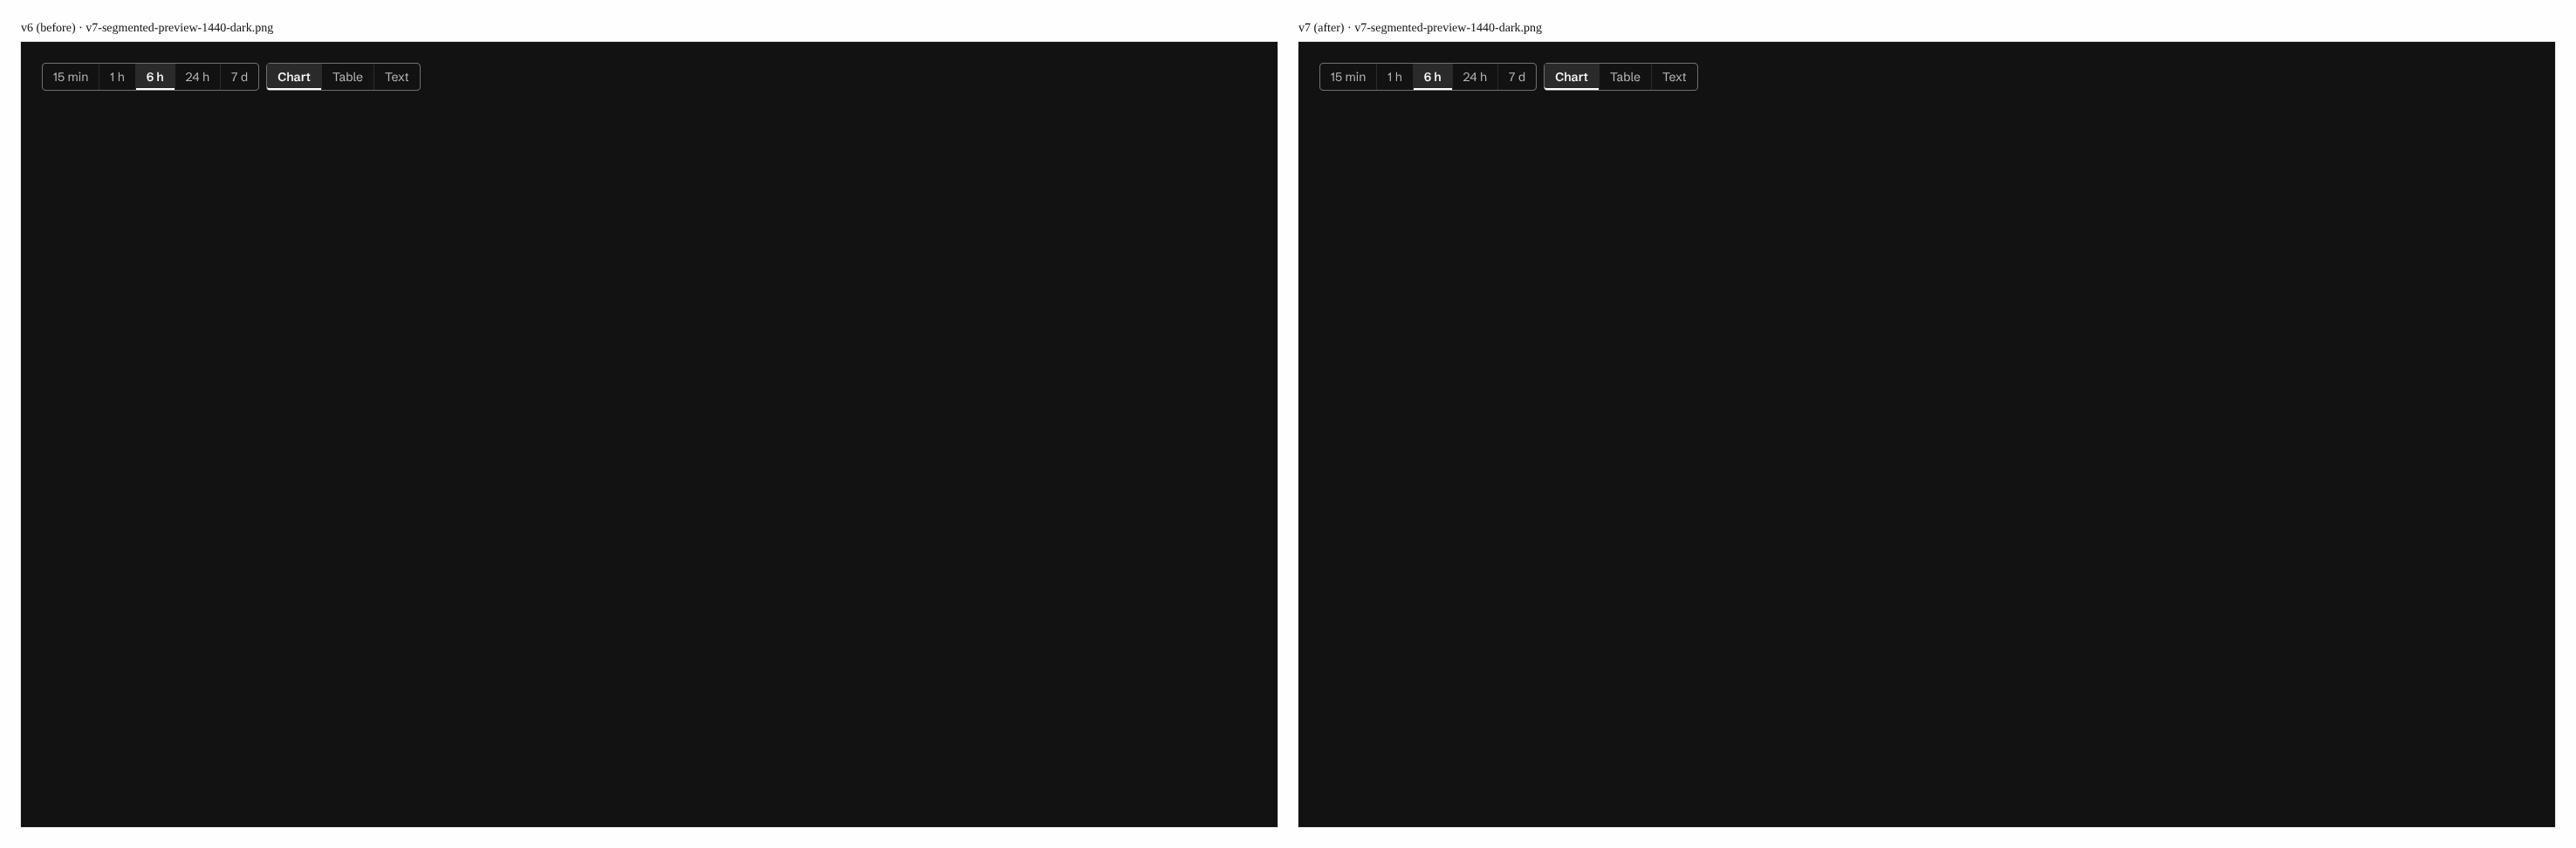 v6 (before) · v7-segmented-preview-1440-dark.png
15 min 1 h 6 h 24 h 7 d Chart Table Text
v7 (after) · v7-segmented-preview-1440-dark.png
15 min 1 h 6 h 24 h 7 d Chart Table Text